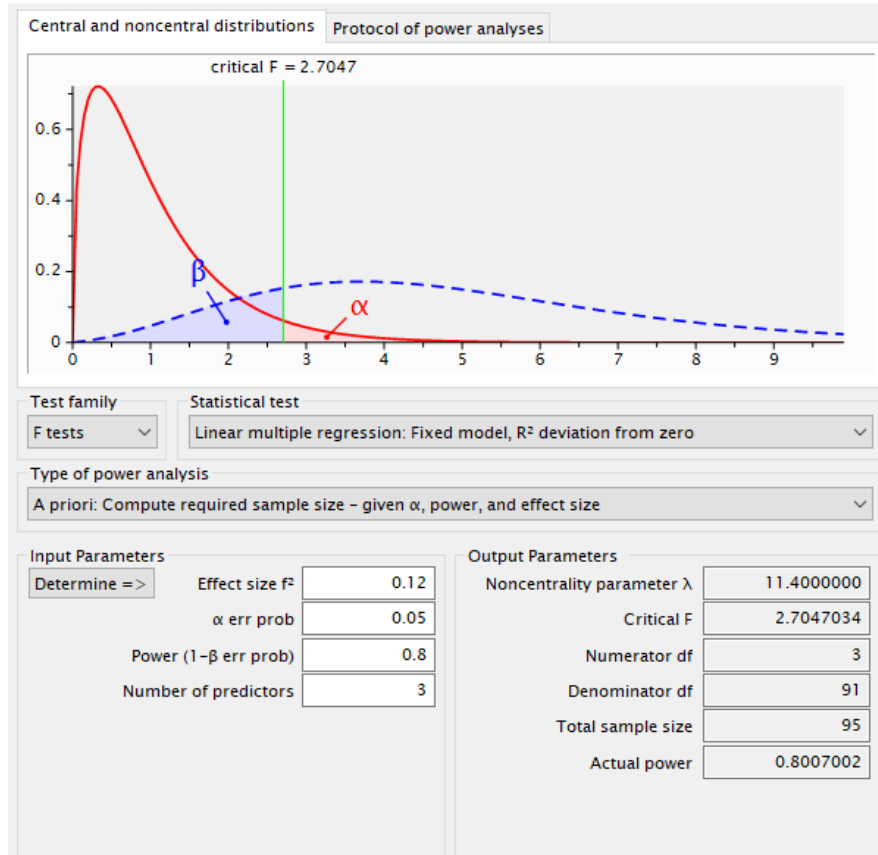 Central and noncentral distributions Protocol of power analyses
critical F = 2.7047
0.6
0.4
0.2
β
α
0
0 1 2 3 4 5 6 7 8 9
Test family Statistical test
F tests Linear multiple regression: Fixed model, R² deviation from zero
Type of power analysis
A priori: Compute required sample size – given α, power, and effect size
Input Parameters Output Parameters
Determine => Effect size f² 0.12 Noncentrality parameter λ 11.4000000
α err prob 0.05 Critical F 2.7047034
Power (1-β err prob) 0.8 Numerator df 3
Number of predictors 3 Denominator df 91
Total sample size 95
Actual power 0.8007002